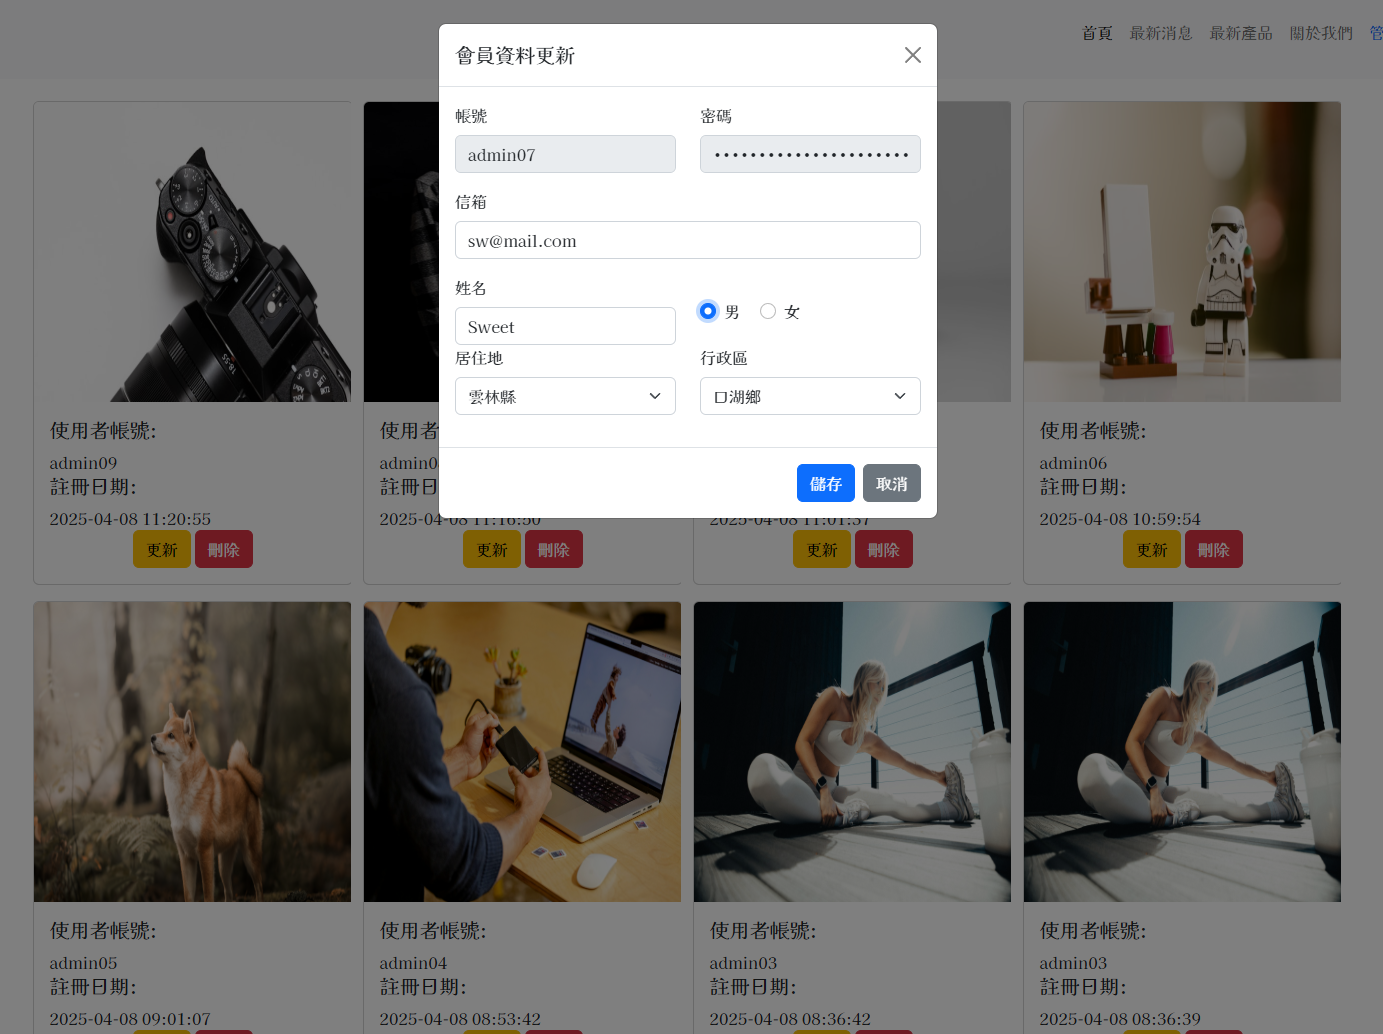 首頁 最新消息 最新產品 關於我們
會員資料更新
帳號 密碼
admin07 ••••••••••••••••••••••
信箱
sw@mail.com
姓名
男 女
Sweet
居住地 行政區
雲林縣 口湖鄉
儲存 取消
使用者帳號: 使用者帳號:
admin09 admin06
註冊日期: 註冊日期:
2025-04-08 11:20:55 2025-04-08 11:16:50 2025-04-08 11:01:37 2025-04-08 10:59:54
更新 刪除 更新 刪除 更新 刪除 更新 刪除
使用者帳號: 使用者帳號: 使用者帳號: 使用者帳號:
admin05 admin04 admin03 admin03
註冊日期: 註冊日期: 註冊日期: 註冊日期:
2025-04-08 09:01:07 2025-04-08 08:53:42 2025-04-08 08:36:42 2025-04-08 08:36:39